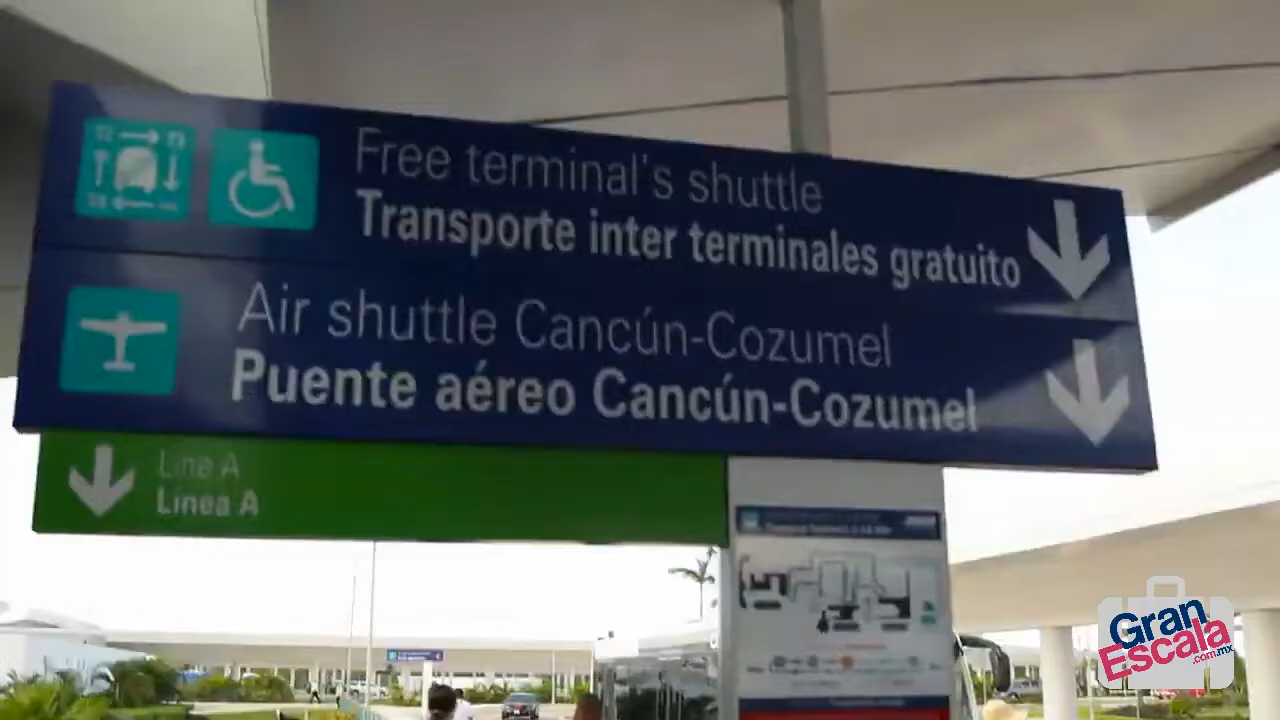 Free terminal's shuttle
Transporte inter terminales gratuito
Air shuttle Cancún-Cozumel
Puente aéreo Cancún-Cozumel
Line A
Línea A
Gran
Escala
.com.mx